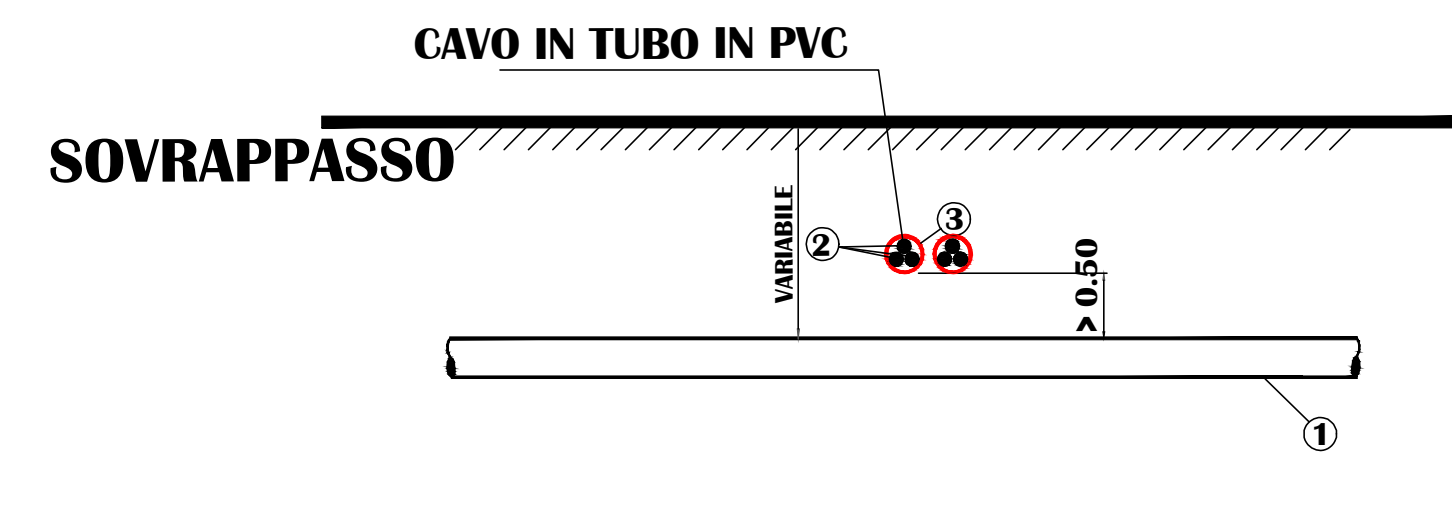 CAVO IN TUBO IN PVC
SOVRAPPASSO
VARIABILE
3
2
> 0.50
1